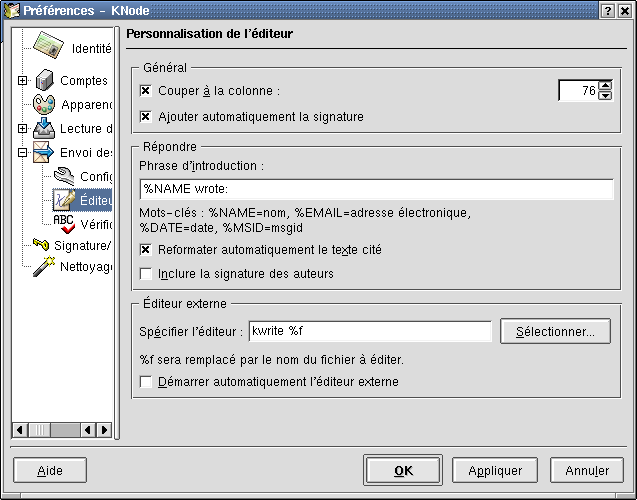 Préférences - KNode
Identité
Comptes
Apparenc
Lecture d
Envoi des
Config
Éditeu
ABC
Vérifi
Signature/
Nettoyag
Personnalisation de l'éditeur
Général
Couper à la colonne :
76
Ajouter automatiquement la signature
Répondre
Phrase d'introduction :
%NAME wrote:
Mots-clés : %NAME=nom, %EMAIL=adresse électronique,
%DATE=date, %MSID=msgid
Reformater automatiquement le texte cité
Inclure la signature des auteurs
Éditeur externe
Spécifier l'éditeur :
kwrite %f
Sélectionner...
%f sera remplacé par le nom du fichier à éditer.
Démarrer automatiquement l'éditeur externe
Aide
OK
Appliquer
Annuler